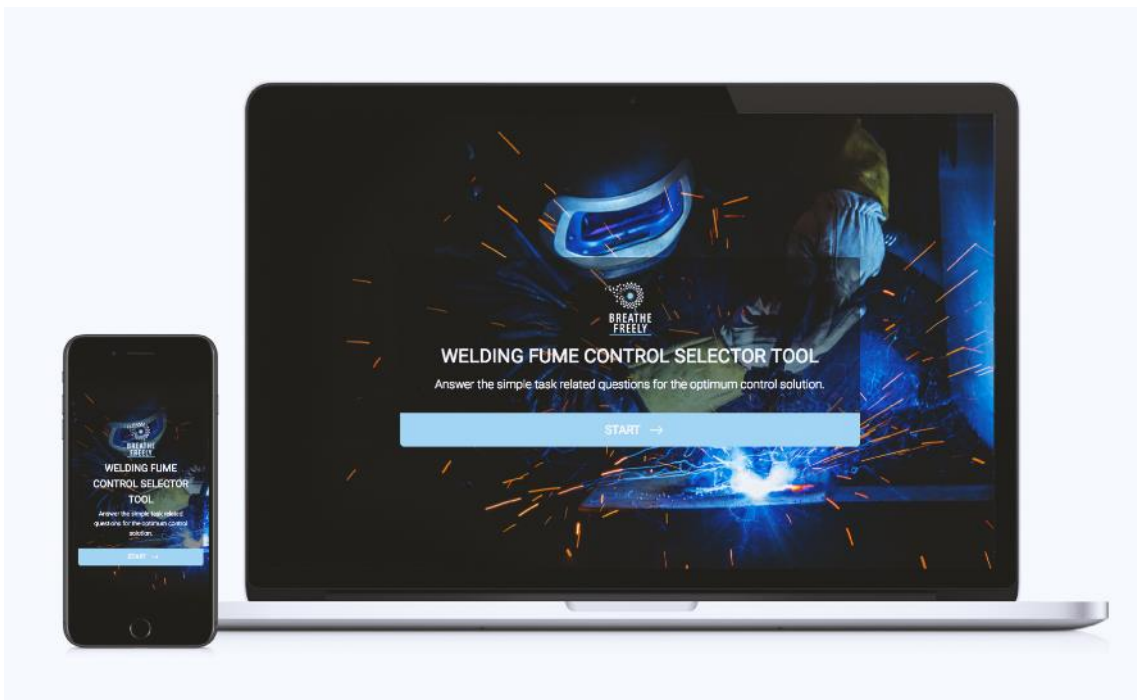 BREATHE
FREELY
WELDING FUME CONTROL SELECTOR TOOL
Answer the simple task related questions for the optimum control solution.
START →
BREATHE
FREELY
WELDING FUME
CONTROL SELECTOR
TOOL
Answer the simple task related
questions for the optimum control
solution.
START →